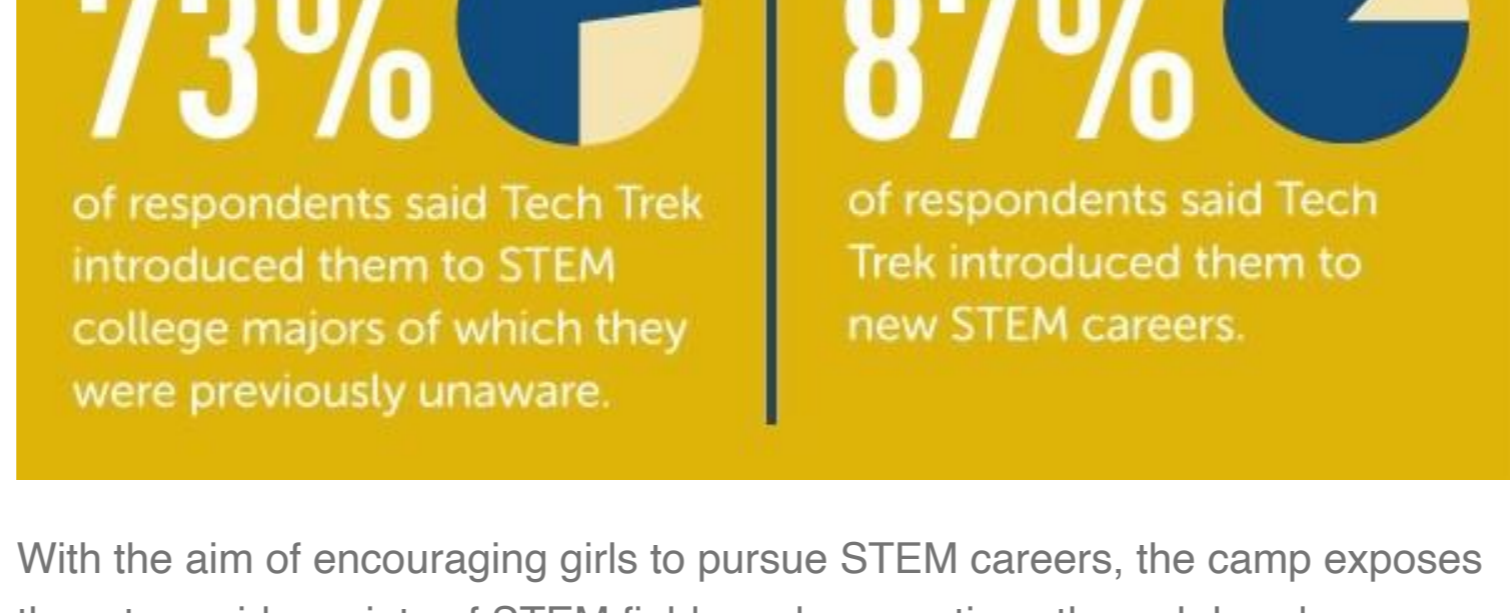 73%
of respondents said Tech Trek
introduced them to STEM
college majors of which they
were previously unaware.
87%
of respondents said Tech
Trek introduced them to
new STEM careers.
With the aim of encouraging girls to pursue STEM careers, the camp exposes